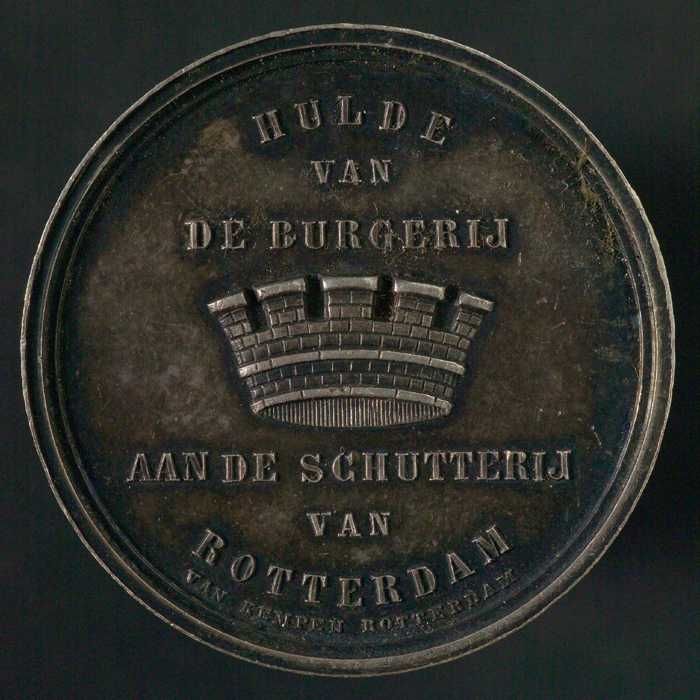 HULDE
VAN
DE BURGERIJ
AAN DE SCHUTTERIJ
VAN
ROTTERDAM
VAN KEMPEN ROTTERDAM